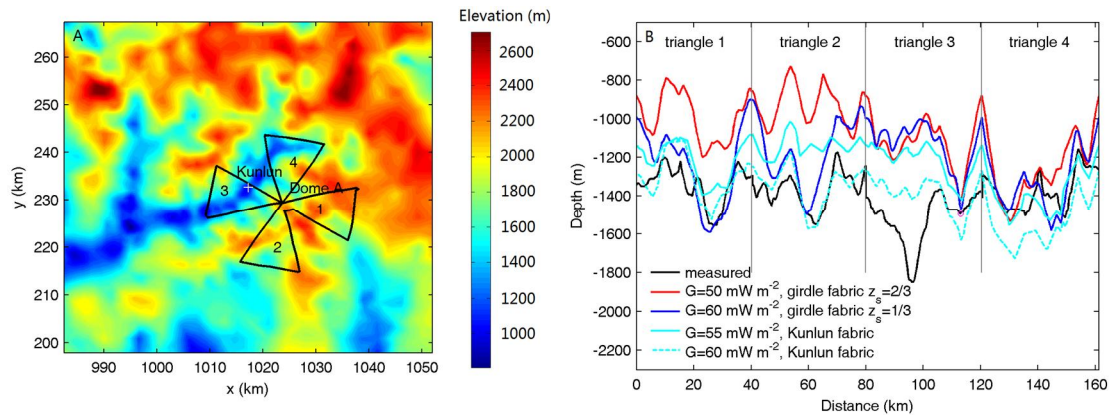 Elevation (m)
A
260
250
240
230
220
210
200
y (km)
990
1000
1010
1020
1030
1040
1050
x (km)
Kunlun
Dome A
4
3
1
2
2600
2400
2200
2000
1800
1600
1400
1200
1000
B
triangle 1
triangle 2
triangle 3
triangle 4
-600
-800
-1000
-1200
-1400
-1600
-1800
-2000
-2200
Depth (m)
measured
G=50 mW m-2, girdle fabric zs=2/3
G=60 mW m-2, girdle fabric zs=1/3
G=55 mW m-2, Kunlun fabric
G=60 mW m-2, Kunlun fabric
0
20
40
60
80
100
120
140
160
Distance (km)